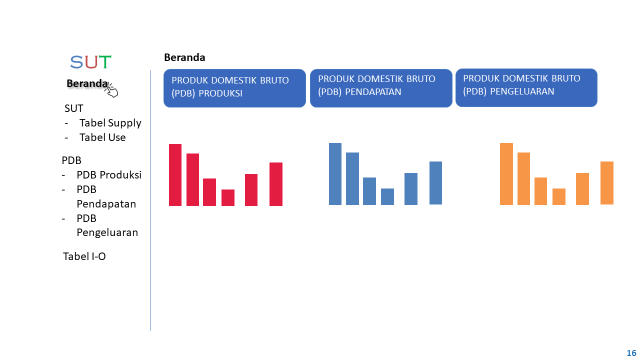 SUT
Beranda
SUT
- Tabel Supply
- Tabel Use
PDB
- PDB Produksi
- PDB
Pendapatan
- PDB
Pengeluaran
Tabel I-O
Beranda
PRODUK DOMESTIK BRUTO
(PDB) PRODUKSI
PRODUK DOMESTIK BRUTO
(PDB) PENDAPATAN
PRODUK DOMESTIK BRUTO
(PDB) PENGELUARAN
16